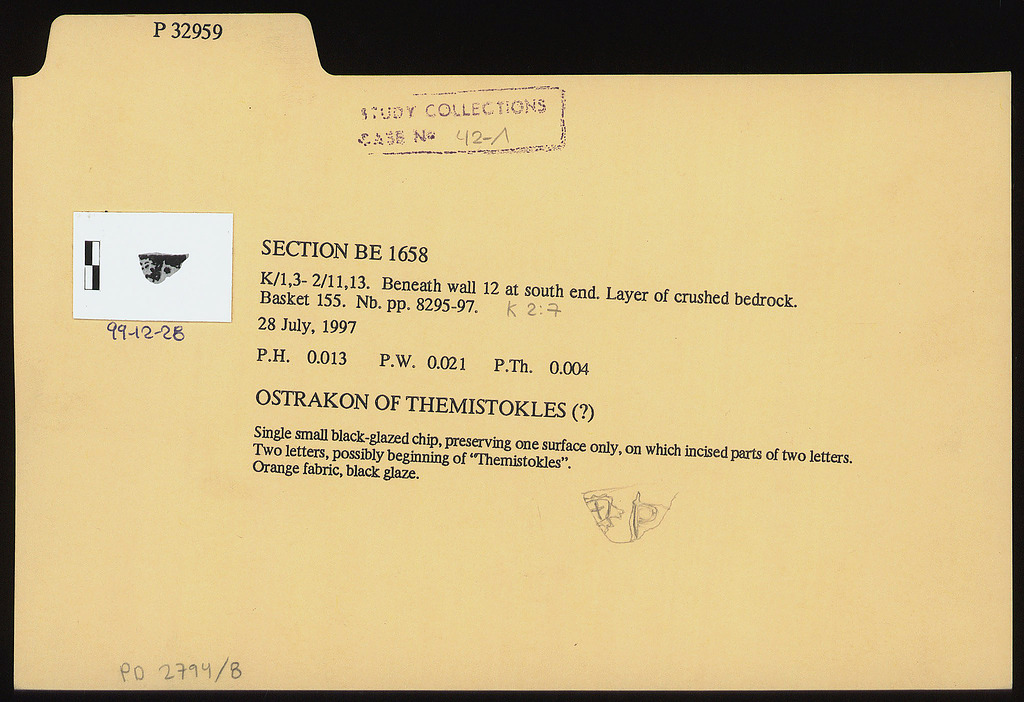 P 32959
STUDY COLLECTIONS
CASE No 42-1
SECTION BE 1658
K/1,3- 2/11,13. Beneath wall 12 at south end. Layer of crushed bedrock.
Basket 155. Nb. pp. 8295-97. K 2:7
99-12-28
28 July, 1997
P.H. 0.013 P.W. 0.021 P.Th. 0.004
OSTRAKON OF THEMISTOKLES (?)
Single small black-glazed chip, preserving one surface only, on which incised parts of two letters.
Two letters, possibly beginning of “Themistokles”.
Orange fabric, black glaze.
PD 2794/8